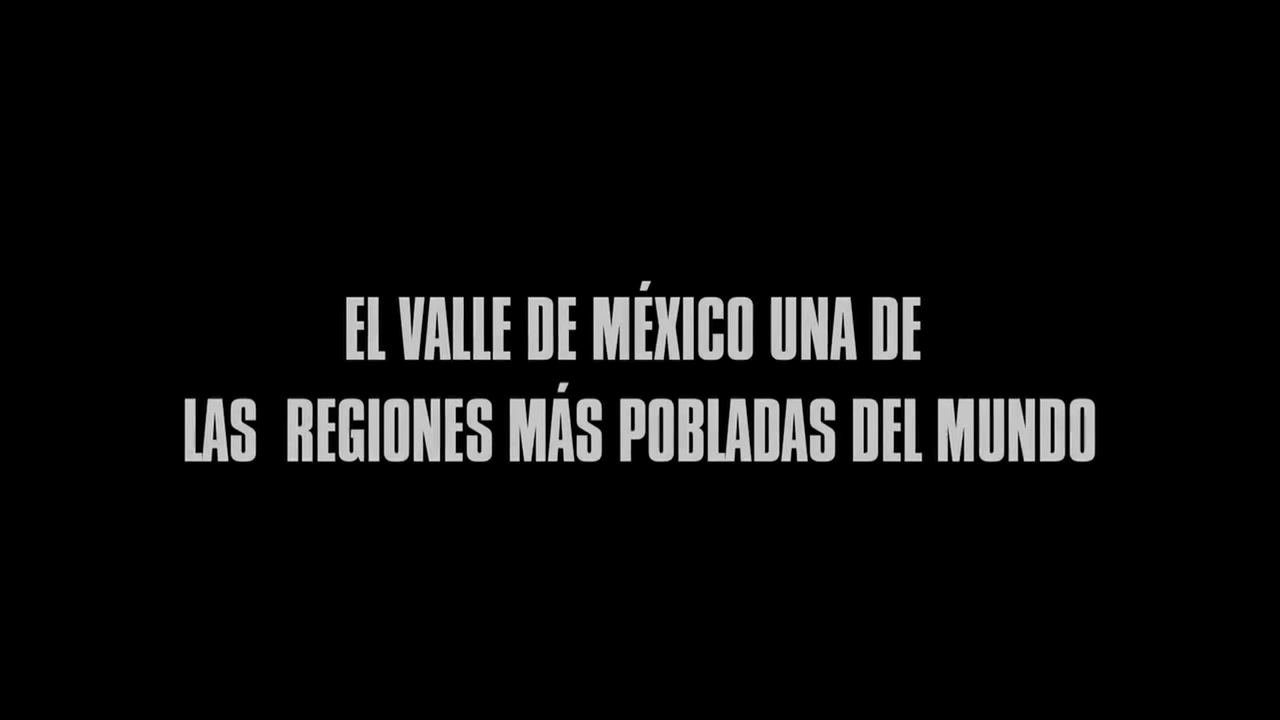 EL VALLE DE MÉXICO UNA DE
LAS  REGIONES MÁS POBLADAS DEL MUNDO